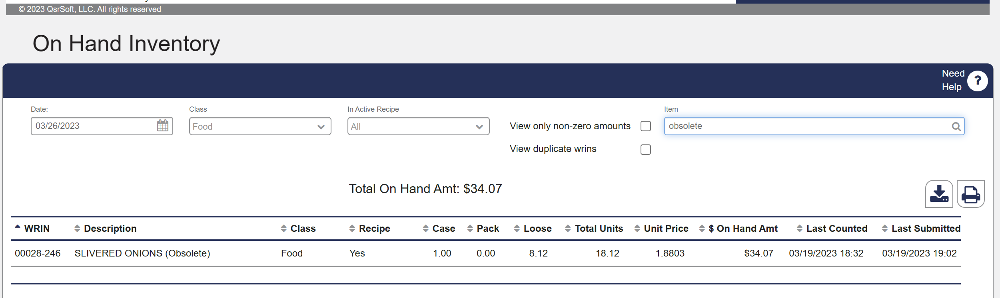 © 2023 QsrSoft, LLC. All rights reserved
On Hand Inventory
Need
Help
?
Date:
Class
In Active Recipe
Item
03/26/2023
Food
All
View only non-zero amounts
obsolete
View duplicate wrins
Total On Hand Amt: $34.07
WRIN Description Class Recipe Case Pack Loose Total Units Unit Price $ On Hand Amt Last Counted Last Submitted
00028-246 SLIVERED ONIONS (Obsolete) Food Yes 1.00 0.00 8.12 18.12 1.8803 $34.07 03/19/2023 18:32 03/19/2023 19:02